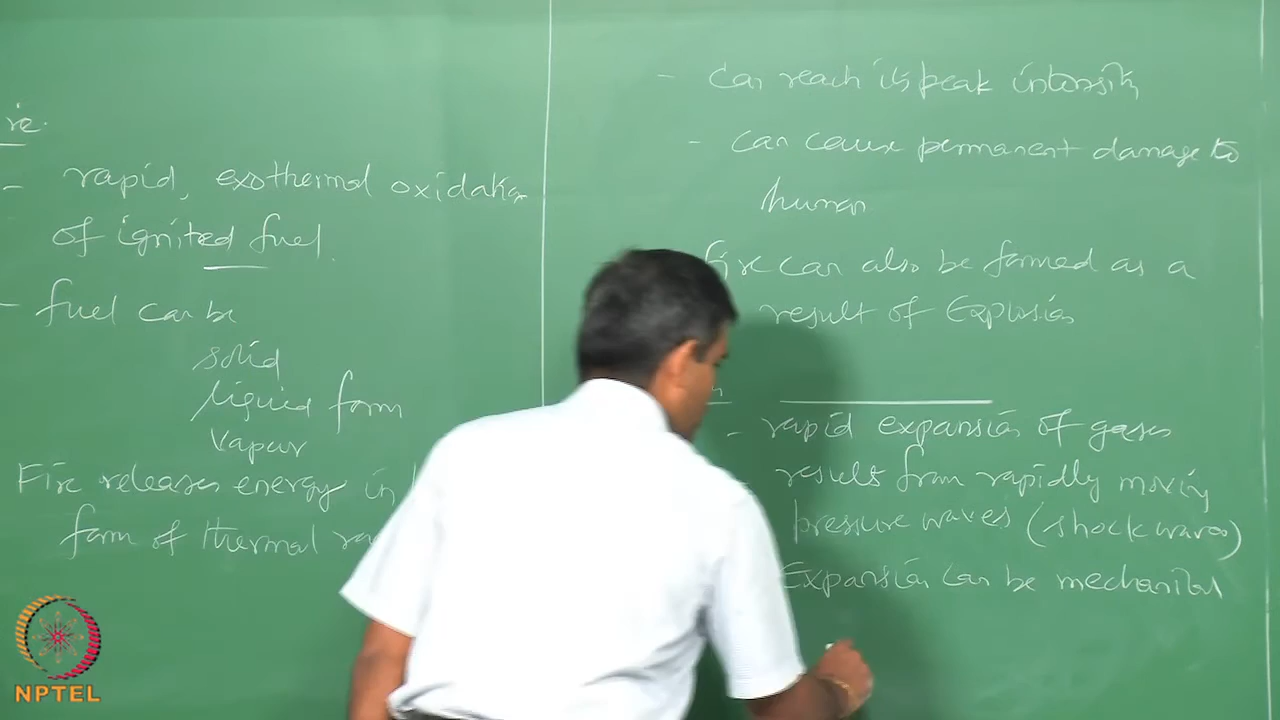 re.
- rapid, exothermal oxidation
of ignited fuel.
- fuel can be
solid
liquid form
vapour
Fire releases energy in
form of thermal
- Can reach its peak intensity
- can cause permanent damage to
human
Fire can also be formed as a
result of Explosion
- rapid expansion of gases
results from rapidly moving
pressure waves (shock waves)
Expansion can be mechanical
NPTEL